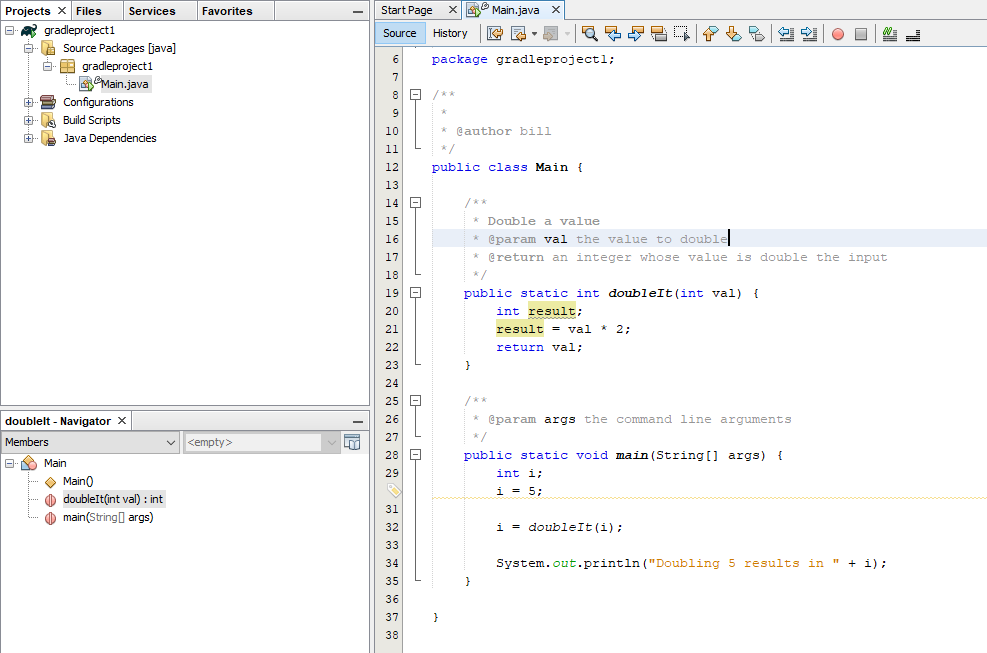 Projects Files Services Favorites
gradleproject1
Source Packages [java]
gradleproject1
Main.java
Configurations
Build Scripts
Java Dependencies
doubleIt - Navigator
Members <empty>
Main
Main()
doubleIt(int val) : int
main(String[] args)
Start Page Main.java
Source History
6 package gradleproject1;
7
8 /**
9 *
10 * @author bill
11 */
12 public class Main {
13
14 /**
15 * Double a value
16 * @param val the value to double
17 * @return an integer whose value is double the input
18 */
19 public static int doubleIt(int val) {
20 int result;
21 result = val * 2;
22 return val;
23 }
24
25 /**
26 * @param args the command line arguments
27 */
28 public static void main(String[] args) {
29 int i;
i = 5;
31
32 i = doubleIt(i);
33
34 System.out.println("Doubling 5 results in " + i);
35 }
36
37 }
38